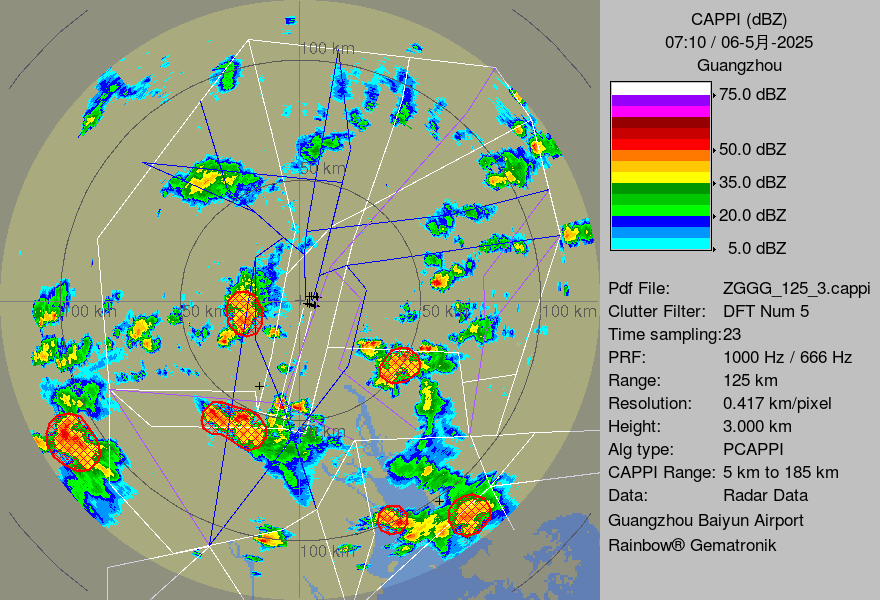 CAPPI (dBZ)
07:10 / 06-5月-2025
Guangzhou
75.0 dBZ
50.0 dBZ
35.0 dBZ
20.0 dBZ
5.0 dBZ
Pdf File: ZGGG_125_3.cappi
Clutter Filter: DFT Num 5
Time sampling:23
PRF: 1000 Hz / 666 Hz
Range: 125 km
Resolution: 0.417 km/pixel
Height: 3.000 km
Alg type: PCAPPI
CAPPI Range: 5 km to 185 km
Data: Radar Data
Guangzhou Baiyun Airport
Rainbow® Gematronik
100 km
50 km
100 km
50 km
50 km
100 km
km
100 km